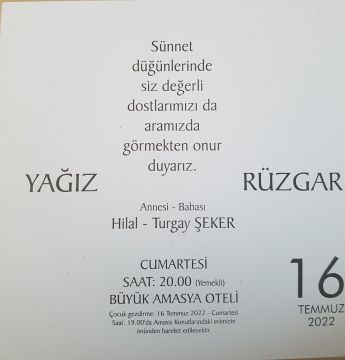 Sünnet
düğünlerinde
siz değerli
dostlarımızı da
aramızda
görmekten onur
duyarız.
YAĞIZ
RÜZGAR
Annesi - Babası
Hilal - Turgay ŞEKER
CUMARTESİ
SAAT: 20.00 (Yemekli)
BÜYÜK AMASYA OTELİ
Çocuk gezdirme: 16 Temmuz 2022 - Cumartesi
Saat: 19.00'da Amasis Konutlarındaki evimizin
önünden hareket edilecektir.
16
TEMMUZ
2022